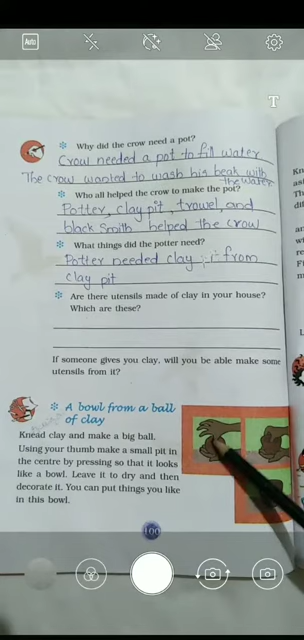 Auto
T
Why did the crow need a pot?
Crow needed a pot to fill water
The crow wanted to wash his beak with
the water
Who all helped the crow to make the pot?
Potter, clay pit, trowel, and
black Smith helped the crow
What things did the potter need?
Potter needed clay from
clay pit
Are there utensils made of clay in your house?
Which are these?
If someone gives you clay, will you be able make some
utensils from it?
A bowl from a ball
of clay
Knead clay and make a big ball.
Using your thumb make a small pit in
the centre by pressing so that it looks
like a bowl. Leave it to dry and then
decorate it. You can put things you like
in this bowl.
100